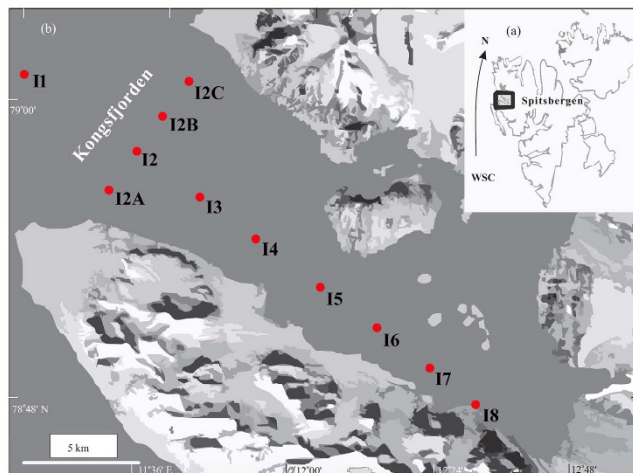 (b)
I1
79°00'
Kongsfjorden
I2C
I2B
I2
I2A
I3
I4
I5
I6
I7
I8
78°48' N
5 km
11°36' E
12°00'
12°24'
12°48'
(a)
N
Spitsbergen
WSC